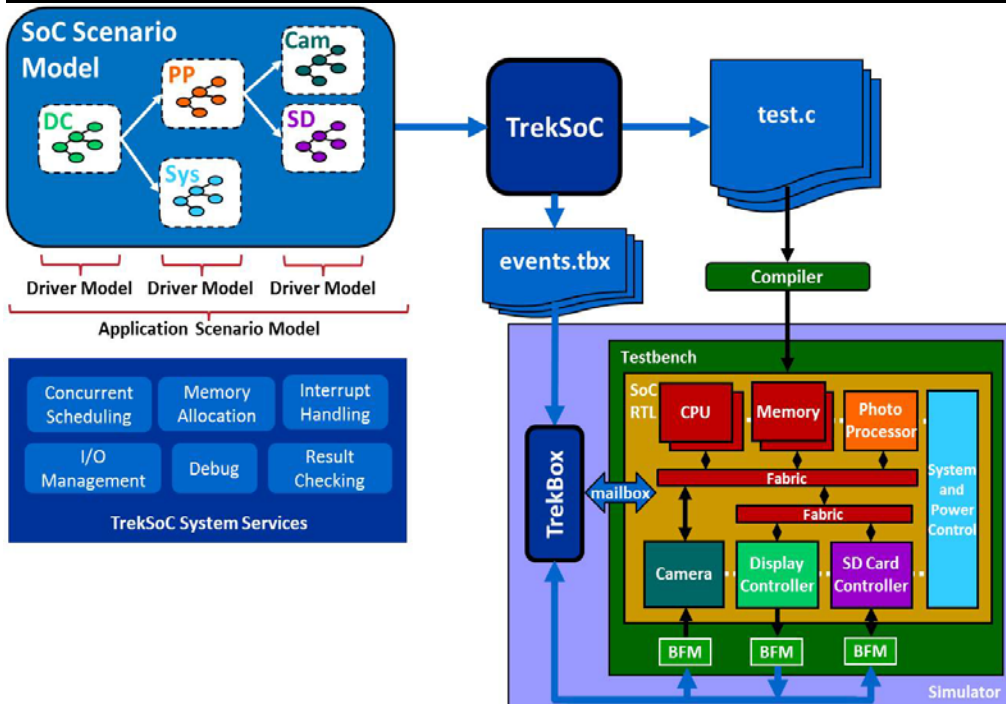 SoC Scenario
Model
DC
PP
Sys
Cam
SD
Driver Model
Driver Model
Driver Model
Application Scenario Model
Concurrent
Scheduling
Memory
Allocation
Interrupt
Handling
I/O
Management
Debug
Result
Checking
TrekSoC System Services
TrekSoC
test.c
events.tbx
Compiler
Testbench
SoC
RTL
CPU
Memory
Photo
Processor
Fabric
Fabric
System
and
Power
Control
TrekBox
mailbox
Camera
Display
Controller
SD Card
Controller
BFM
BFM
BFM
Simulator